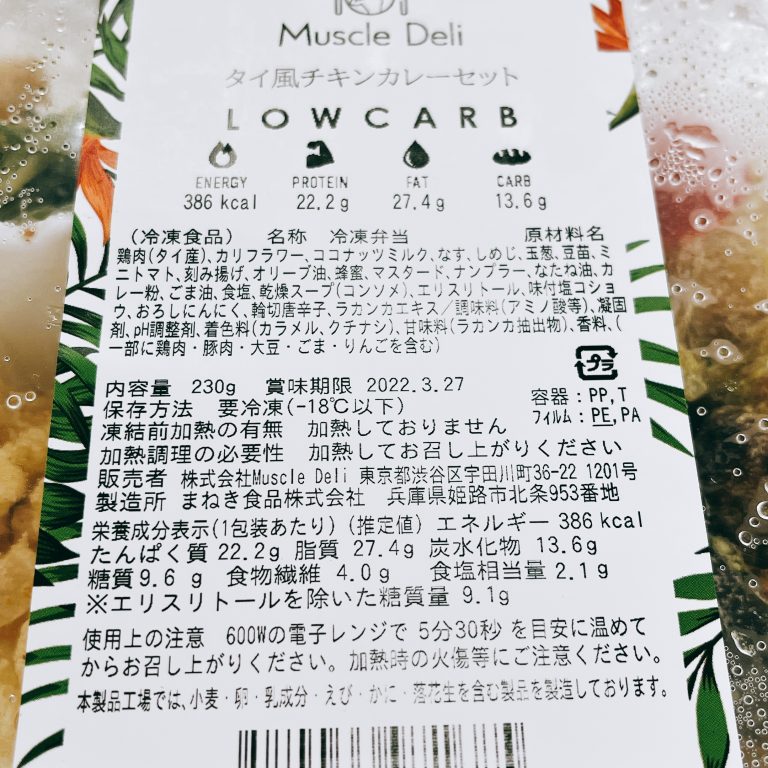 Muscle Deli
タイ風チキンカレーセット
LOWCARB
ENERGY PROTEIN FAT CARB
386 kcal 22.2g 27.4g 13.6g
(冷凍食品) 名称 冷凍弁当 原材料名
鶏肉(タイ産)、カリフラワー、ココナッツミルク、なす、しめじ、玉葱、豆苗、ミ
ニトマト、刻み揚げ、オリーブ油、蜂蜜、マスタード、ナンプラー、なたね油、カ
レー粉、ごま油、食塩、乾燥スープ(コンソメ)、エリスリトール、味付塩コショ
ウ、おろしにんにく、輪切唐辛子、ラカンカエキス/調味料(アミノ酸等)、凝固
剤、pH調整剤、着色料(カラメル、クチナシ)、甘味料(ラカンカ抽出物)、香料、(
一部に鶏肉・豚肉・大豆・ごま・りんごを含む)
プラ
内容量 230g 賞味期限 2022.3.27
容器:PP,T
保存方法 要冷凍(-18℃以下)
フィルム:PE,PA
凍結前加熱の有無 加熱しておりません
加熱調理の必要性 加熱してお召し上がりください
販売者 株式会社Muscle Deli 東京都渋谷区宇田川町36-22 1201号
製造所 まねき食品株式会社 兵庫県姫路市北条953番地
栄養成分表示(1包装あたり)(推定値) エネルギー 386 kcal
たんぱく質 22.2g 脂質 27.4g 炭水化物 13.6g
糖質9.6 g 食物繊維 4.0g 食塩相当量 2.1g
※エリスリトールを除いた糖質量 9.1g
使用上の注意 600Wの電子レンジで 5分30秒 を目安に温めて
からお召し上がりください。加熱時の火傷等にご注意ください。
本製品工場では、小麦・卵・乳成分・えび・かに・落花生を含む製品を製造しております。